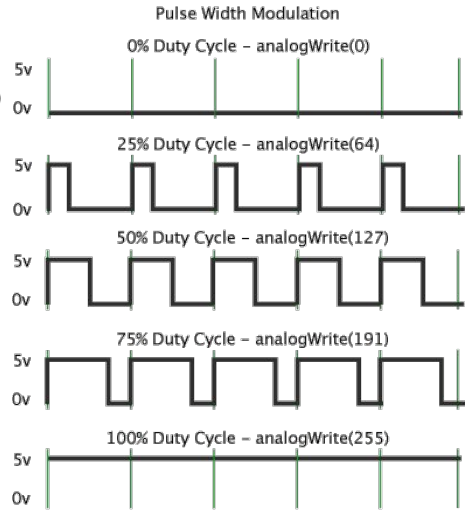 Pulse Width Modulation
0% Duty Cycle – analogWrite(0)
5v
0v
25% Duty Cycle – analogWrite(64)
5v
0v
50% Duty Cycle – analogWrite(127)
5v
0v
75% Duty Cycle – analogWrite(191)
5v
0v
100% Duty Cycle – analogWrite(255)
5v
0v